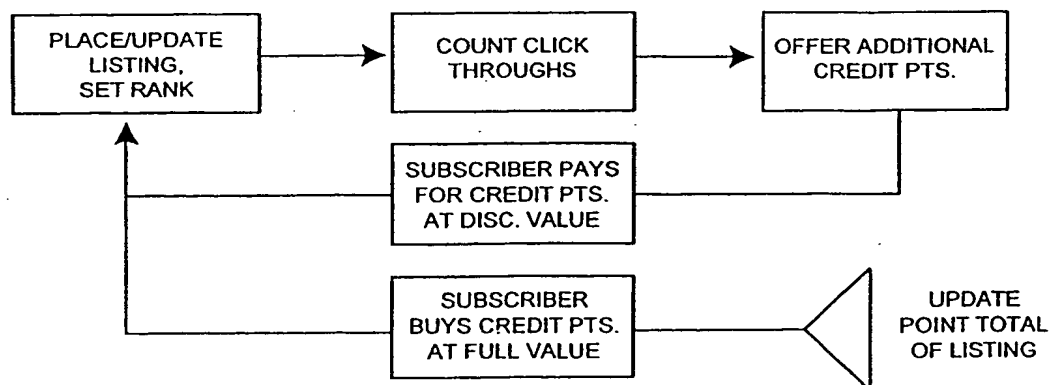 PLACE/UPDATE
LISTING,
SET RANK
COUNT CLICK
THROUGHS
OFFER ADDITIONAL
CREDIT PTS.
SUBSCRIBER PAYS
FOR CREDIT PTS.
AT DISC. VALUE
SUBSCRIBER
BUYS CREDIT PTS.
AT FULL VALUE
UPDATE
POINT TOTAL
OF LISTING